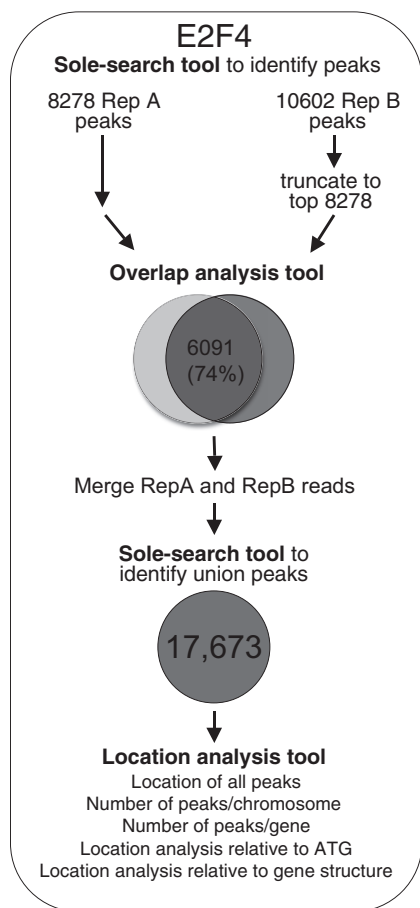 E2F4
Sole-search tool to identify peaks
8278 Rep A
peaks
10602 Rep B
peaks
truncate to
top 8278
Overlap analysis tool
6091
(74%)
Merge RepA and RepB reads
Sole-search tool to
identify union peaks
17,673
Location analysis tool
Location of all peaks
Number of peaks/chromosome
Number of peaks/gene
Location analysis relative to ATG
Location analysis relative to gene structure